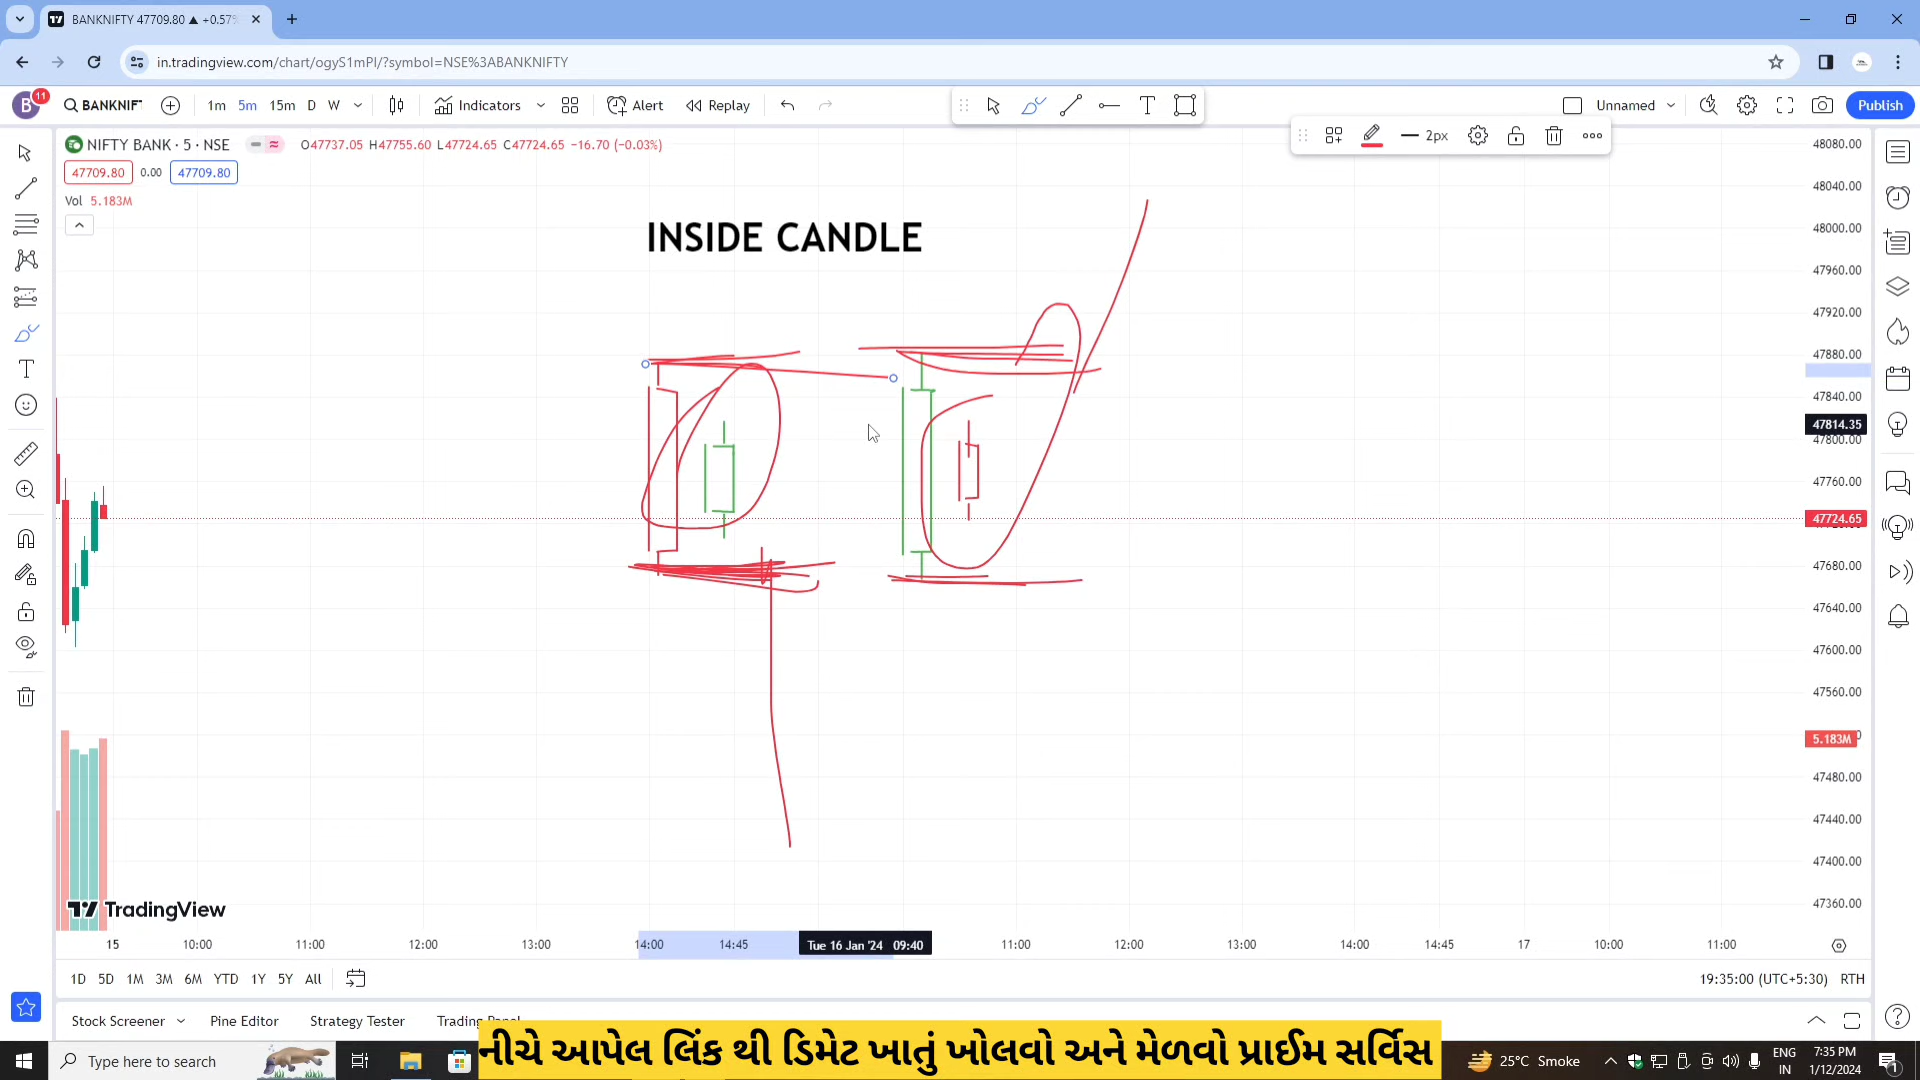 BANKNIFTY 47709.80 ▲ +0.57%
in.tradingview.com/chart/ogyS1mPl/?symbol=NSE%3ABANKNIFTY
B 11 BANKNIF 1m 5m 15m D W Indicators Alert Replay Unnamed Publish
NIFTY BANK · 5 · NSE O47737.05 H47755.60 L47724.65 C47724.65 −16.70 (−0.03%)
2px
47709.80 0.00 47709.80
Vol 5.183M
INSIDE CANDLE
48080.00
48040.00
48000.00
47960.00
47920.00
47880.00
47840.00
47814.35
47800.00
47760.00
47724.65
47680.00
47640.00
47600.00
47560.00
5.183M
47480.00
47440.00
47400.00
47360.00
TradingView
15 10:00 11:00 12:00 13:00 14:00 14:45 Tue 16 Jan '24 09:40 11:00 12:00 13:00 14:00 14:45 17 10:00 11:00
1D 5D 1M 3M 6M YTD 1Y 5Y All 19:35:00 (UTC+5:30) RTH
Stock Screener Pine Editor Strategy Tester Trading Panel
નીચે આપેલ લિંક થી ડિમેટ ખાતું ખોલવો અને મેળવો પ્રાઈમ સર્વિસ
Type here to search 25°C Smoke ENG 7:35 PM
IN 1/12/2024 1